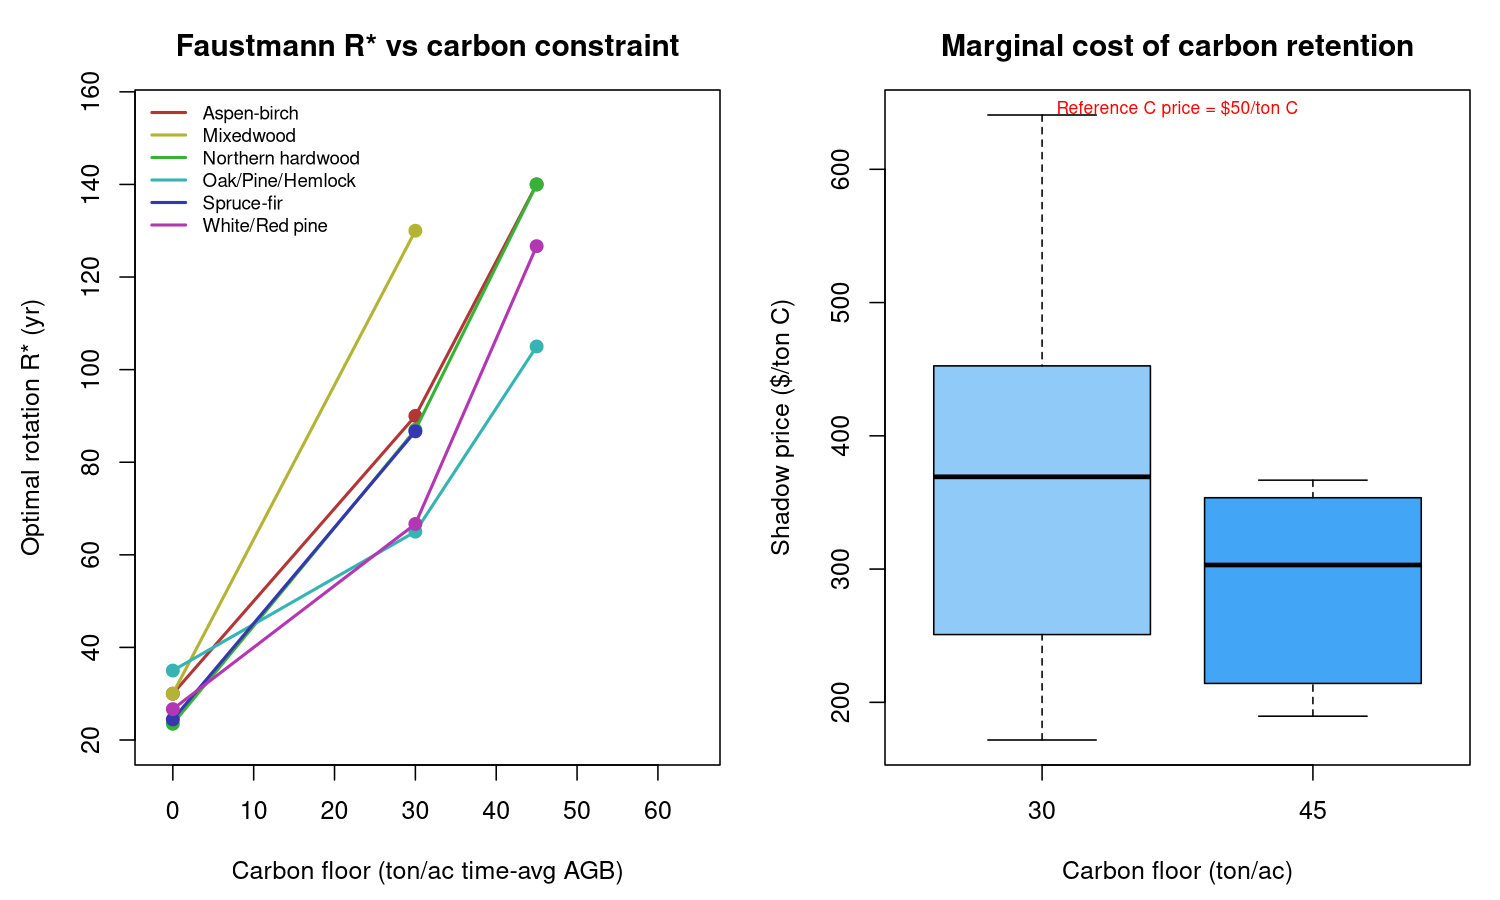 Faustmann R* vs carbon constraint
Optimal rotation R* (yr)
160
140
120
100
80
60
40
20
Aspen-birch
Mixedwood
Northern hardwood
Oak/Pine/Hemlock
Spruce-fir
White/Red pine
0 10 20 30 40 50 60
Carbon floor (ton/ac time-avg AGB)
Marginal cost of carbon retention
Shadow price ($/ton C)
600
500
400
300
200
Reference C price = $50/ton C
30 45
Carbon floor (ton/ac)